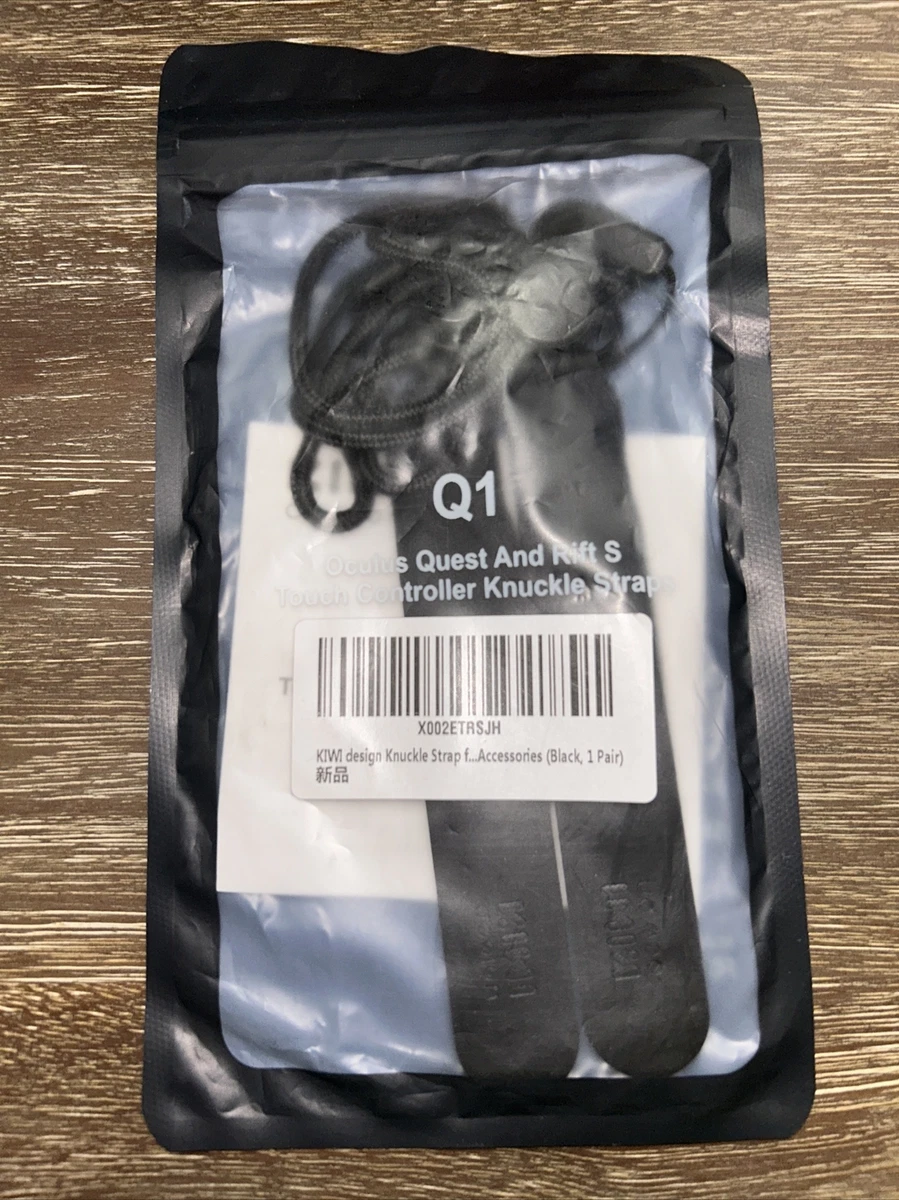 Q1
Oculus Quest And Rift S
Touch Controller Knuckle Straps
X002ETRSJH
KIWI design Knuckle Strap f...Accessories (Black, 1 Pair)
新品